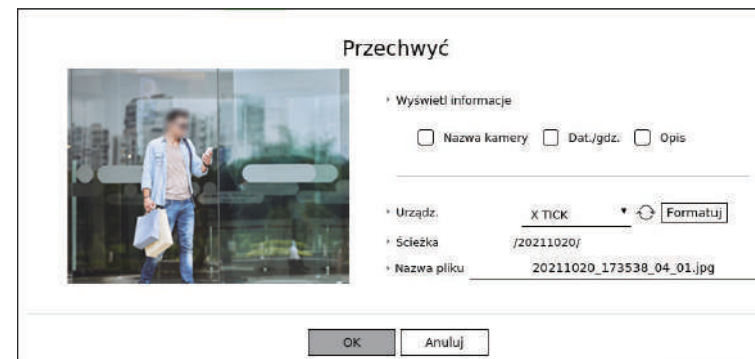 Przechwyć
Wyświetl informacje
Nazwa kamery Dat./gdz. Opis
Urządz. X TICK Formatuj
Ścieżka /20211020/
Nazwa pliku 20211020_173538_04_01.jpg
OK Anuluj